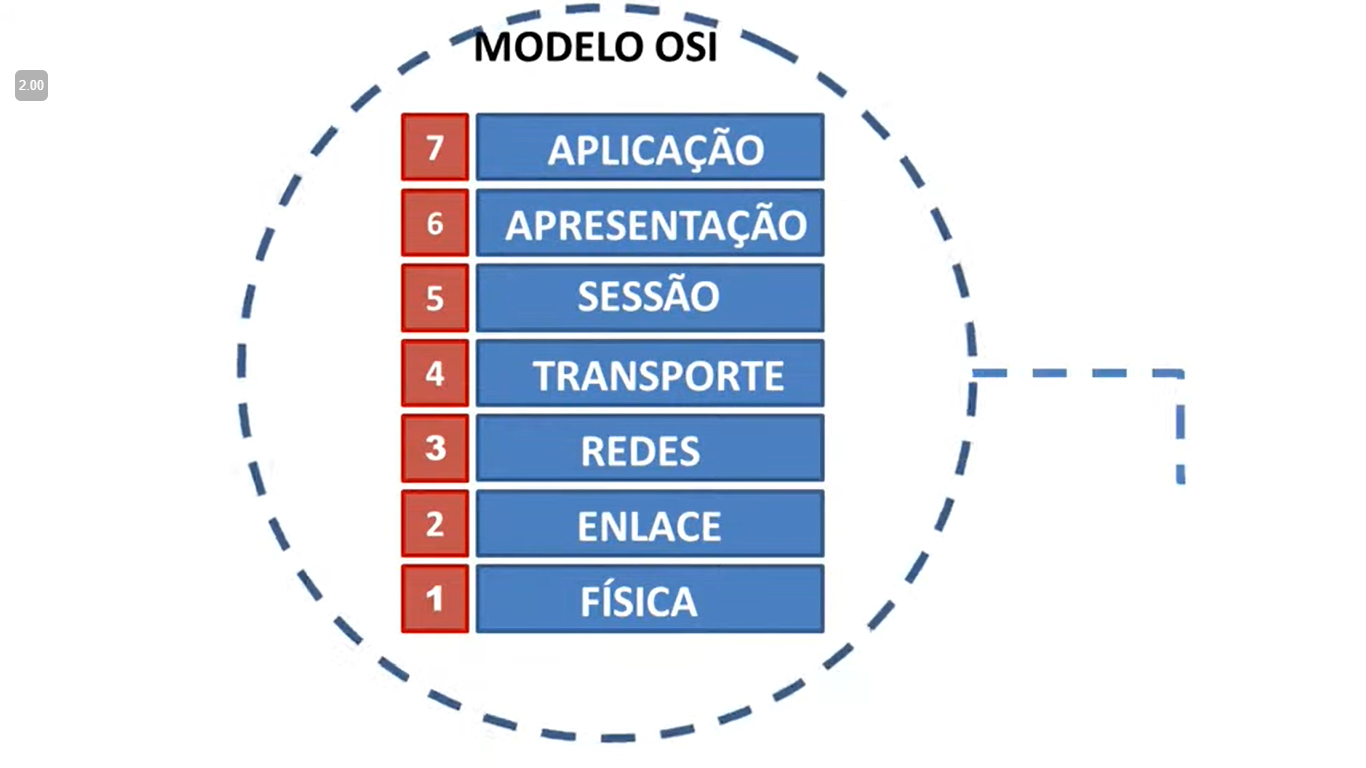 MODELO OSI
2.00
7 APLICAÇÃO
6 APRESENTAÇÃO
5 SESSÃO
4 TRANSPORTE
3 REDES
2 ENLACE
1 FÍSICA